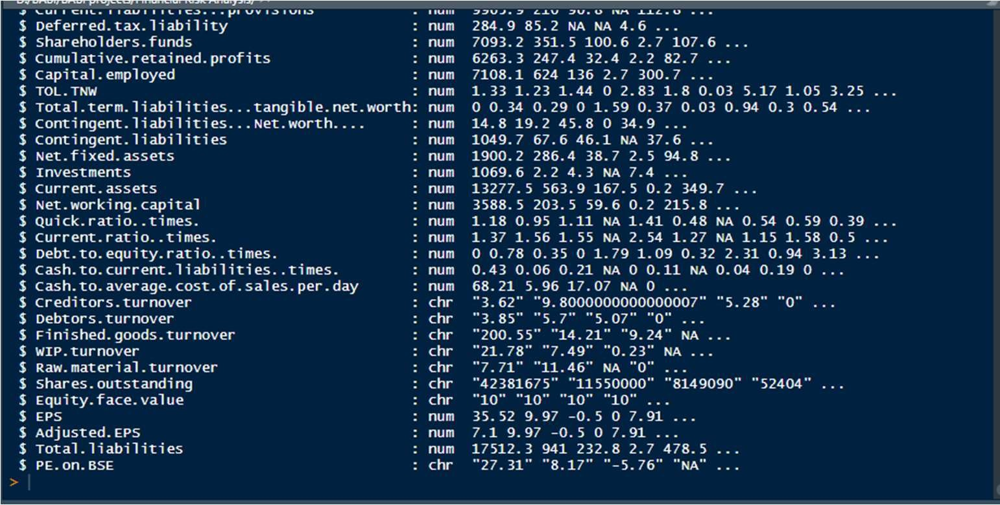 D:/BABI/BABI projects/Financial Risk Analysis/
$ Current.liabilities...provisions : num 9965.9 210 96.8 NA 112.8 ...
$ Deferred.tax.liability : num 284.9 85.2 NA NA 4.6 ...
$ Shareholders.funds : num 7093.2 351.5 100.6 2.7 107.6 ...
$ Cumulative.retained.profits : num 6263.3 247.4 32.4 2.2 82.7 ...
$ Capital.employed : num 7108.1 624 136 2.7 300.7 ...
$ TOL.TNW : num 1.33 1.23 1.44 0 2.83 1.8 0.03 5.17 1.05 3.25 ...
$ Total.term.liabilities...tangible.net.worth: num 0 0.34 0.29 0 1.59 0.37 0.03 0.94 0.3 0.54 ...
$ Contingent.liabilities...Net.worth.... : num 14.8 19.2 45.8 0 34.9 ...
$ Contingent.liabilities : num 1049.7 67.6 46.1 NA 37.6 ...
$ Net.fixed.assets : num 1900.2 286.4 38.7 2.5 94.8 ...
$ Investments : num 1069.6 2.2 4.3 NA 7.4 ...
$ Current.assets : num 13277.5 563.9 167.5 0.2 349.7 ...
$ Net.working.capital : num 3588.5 203.5 59.6 0.2 215.8 ...
$ Quick.ratio..times. : num 1.18 0.95 1.11 NA 1.41 0.48 NA 0.54 0.59 0.39 ...
$ Current.ratio..times. : num 1.37 1.56 1.55 NA 2.54 1.27 NA 1.15 1.58 0.5 ...
$ Debt.to.equity.ratio..times. : num 0 0.78 0.35 0 1.79 1.09 0.32 2.31 0.94 3.13 ...
$ Cash.to.current.liabilities..times. : num 0.43 0.06 0.21 NA 0 0.11 NA 0.04 0.19 0 ...
$ Cash.to.average.cost.of.sales.per.day : num 68.21 5.96 17.07 NA 0 ...
$ Creditors.turnover : chr "3.62" "9.8000000000000007" "5.28" "0" ...
$ Debtors.turnover : chr "3.85" "5.7" "5.07" "0" ...
$ Finished.goods.turnover : chr "200.55" "14.21" "9.24" NA ...
$ WIP.turnover : chr "21.78" "7.49" "0.23" NA ...
$ Raw.material.turnover : chr "7.71" "11.46" NA "0" ...
$ Shares.outstanding : chr "42381675" "11550000" "8149090" "52404" ...
$ Equity.face.value : chr "10" "10" "10" "10" ...
$ EPS : num 35.52 9.97 -0.5 0 7.91 ...
$ Adjusted.EPS : num 7.1 9.97 -0.5 0 7.91 ...
$ Total.liabilities : num 17512.3 941 232.8 2.7 478.5 ...
$ PE.on.BSE : chr "27.31" "8.17" "-5.76" "NA" ...
>